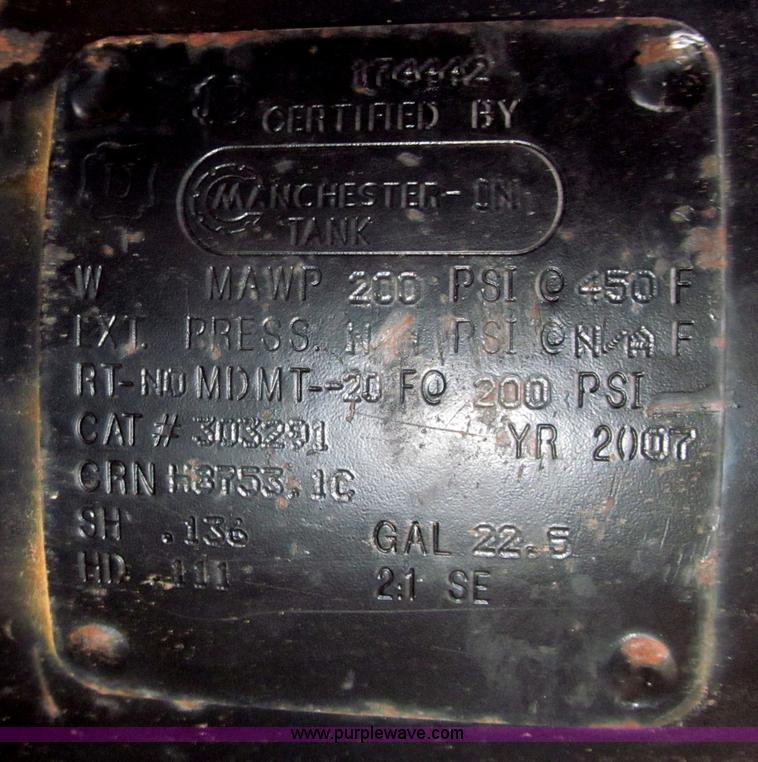 174442
CERTIFIED BY
U
MANCHESTER-QN
TANK
W MAWP 200 PSI @ 450 F
EXT. PRESS. N/A PSI @ N/A F
RT-NO MDMT--20 F@ 200 PSI
CAT # 303291 YR 2007
CRN H3753.1C
SH .136 GAL 22.5
HD .111 2:1 SE
www.purplewave.com